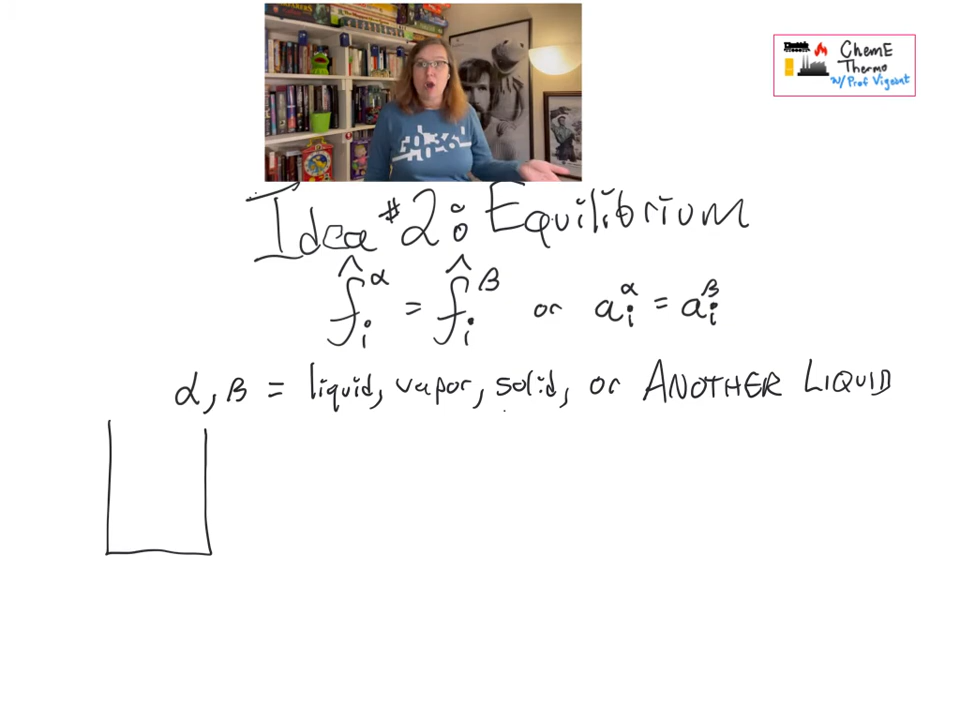 ChemE
Thermo
w/ Prof Vigeant
Idea #2: Equilibrium
f̂ᵢ^α = f̂ᵢ^β or aᵢ^α = aᵢ^β
α, β = liquid, vapor, solid, or ANOTHER LIQUID